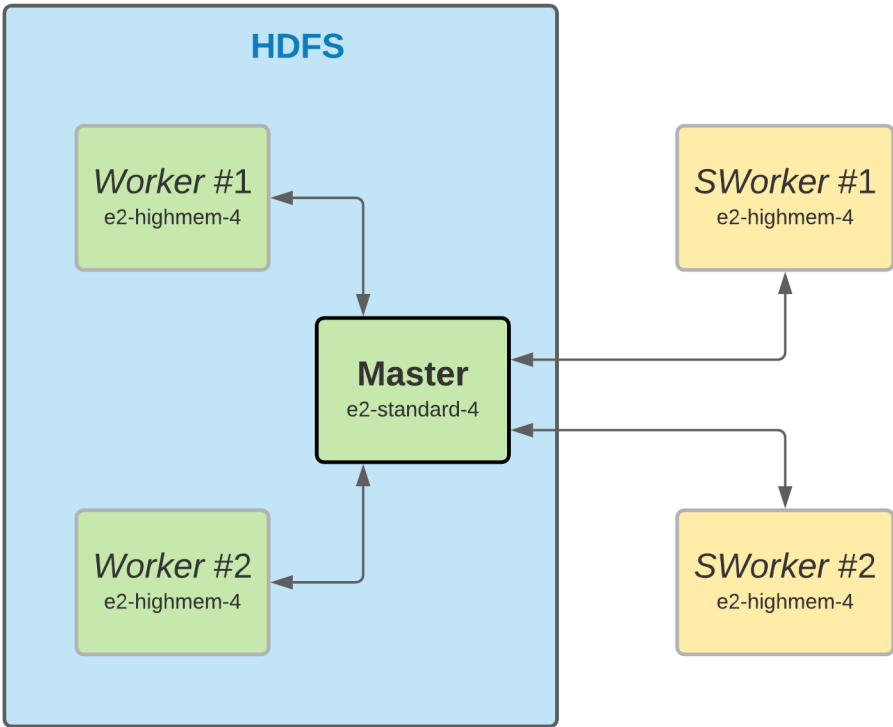 HDFS
Worker #1
e2-highmem-4
SWorker #1
e2-highmem-4
Master
e2-standard-4
Worker #2
e2-highmem-4
SWorker #2
e2-highmem-4